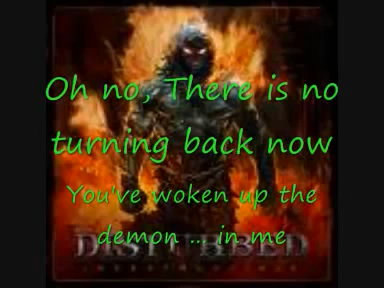 Oh no, There is no
turning back now
You've woken up the
demon ... in me
DISTURBED